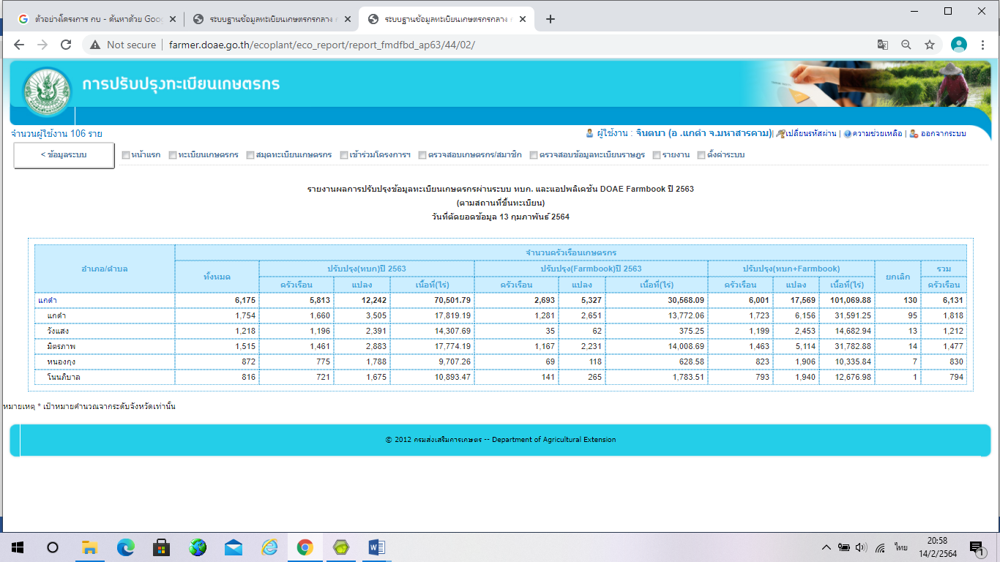 ตัวอย่างโครงการ กบ - ค้นหาด้วย Goog
ระบบฐานข้อมูลทะเบียนเกษตรกรกลาง
ระบบฐานข้อมูลทะเบียนเกษตรกรกลาง
Not secure | farmer.doae.go.th/ecoplant/eco_report/report_fmdfbd_ap63/44/02/
การปรับปรุงทะเบียนเกษตรกร
จำนวนผู้ใช้งาน 106 ราย
ผู้ใช้งาน : จินตนา (อ .แกดำ จ.มหาสารคาม)| เปลี่ยนรหัสผ่าน | ความช่วยเหลือ | ออกจากระบบ
< ข้อมูลระบบ หน้าแรก ทะเบียนเกษตรกร สมุดทะเบียนเกษตรกร เข้าร่วมโครงการฯ ตรวจสอบเกษตรกร/สมาชิก ตรวจสอบข้อมูลทะเบียนราษฎร รายงาน ตั้งค่าระบบ
รายงานผลการปรับปรุงข้อมูลทะเบียนเกษตรกรผ่านระบบ ทบก. และแอปพลิเคชัน DOAE Farmbook ปี 2563
(ตามสถานที่ขึ้นทะเบียน)
วันที่ตัดยอดข้อมูล 13 กุมภาพันธ์ 2564
อำเภอ/ตำบล จำนวนครัวเรือนเกษตรกร
ทั้งหมด ปรับปรุง(ทบก)ปี 2563 ปรับปรุง(Farmbook)ปี 2563 ปรับปรุง(ทบก+Farmbook) ยกเลิก รวม
ครัวเรือน แปลง เนื้อที่(ไร่) ครัวเรือน แปลง เนื้อที่(ไร่) ครัวเรือน แปลง เนื้อที่(ไร่) ครัวเรือน
แกดำ 6,175 5,813 12,242 70,501.79 2,693 5,327 30,568.09 6,001 17,569 101,069.88 130 6,131
แกดำ 1,754 1,660 3,505 17,819.19 1,281 2,651 13,772.06 1,723 6,156 31,591.25 95 1,818
วังแสง 1,218 1,196 2,391 14,307.69 35 62 375.25 1,199 2,453 14,682.94 13 1,212
มิตรภาพ 1,515 1,461 2,883 17,774.19 1,167 2,231 14,008.69 1,463 5,114 31,782.88 14 1,477
หนองกุง 872 775 1,788 9,707.26 69 118 628.58 823 1,906 10,335.84 7 830
โนนภิบาล 816 721 1,675 10,893.47 141 265 1,783.51 793 1,940 12,676.98 1 794
หมายเหตุ * เป้าหมายคำนวณจากระดับจังหวัดเท่านั้น
© 2012 กรมส่งเสริมการเกษตร -- Department of Agricultural Extension
ไทย
20:58
14/2/2564
1